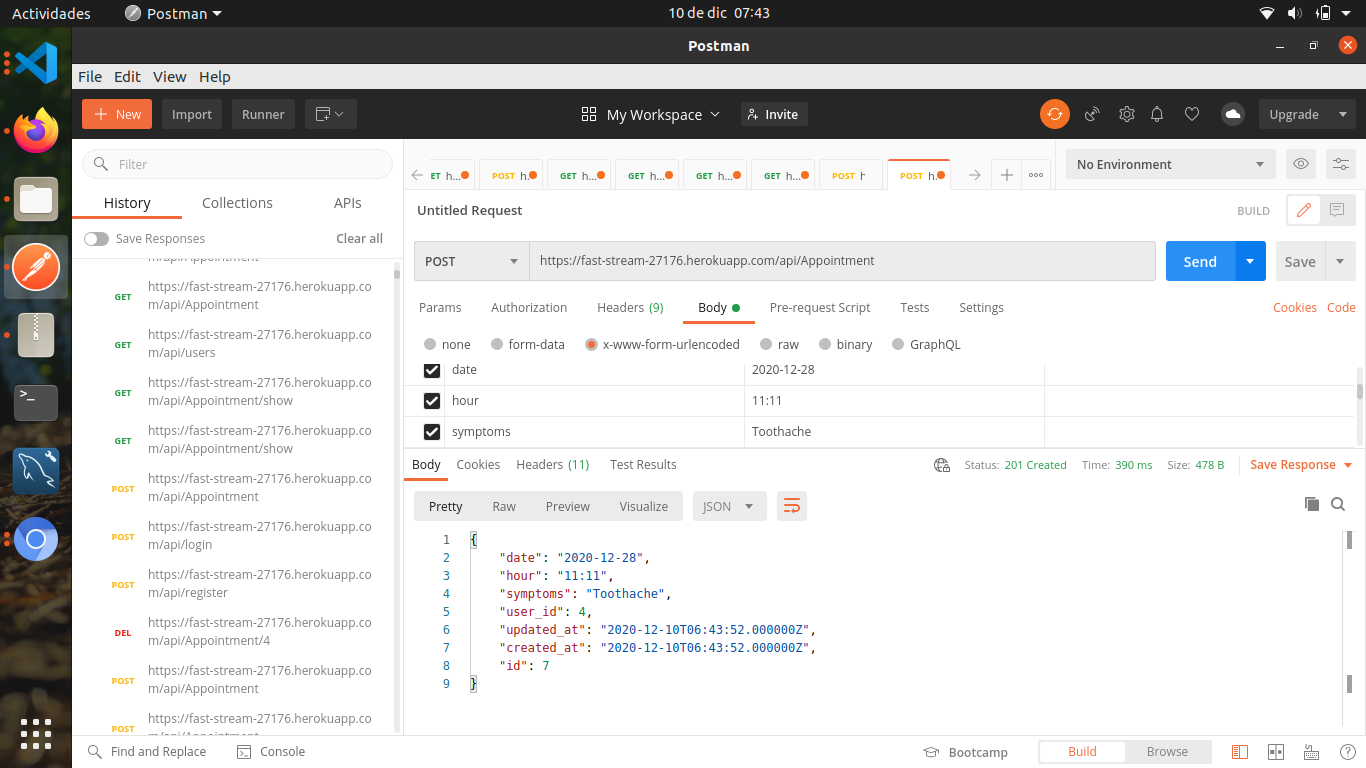 Actividades
Postman
10 de dic 07:43
Postman
File Edit View Help
New
Import
Runner
My Workspace
Invite
Upgrade
Filter
ET h...
POST h.
GET h...
GET h...
GET h...
GET h...
POST h
POST h.
No Environment
History
Collections
APIs
Untitled Request
BUILD
Save Responses
Clear all
POST
https://fast-stream-27176.herokuapp.com/api/Appointment
Send
Save
m/api/Appointment
GET https://fast-stream-27176.herokuapp.co
m/api/Appointment
GET https://fast-stream-27176.herokuapp.co
m/api/users
GET https://fast-stream-27176.herokuapp.co
m/api/Appointment/show
GET https://fast-stream-27176.herokuapp.co
m/api/Appointment/show
POST https://fast-stream-27176.herokuapp.co
m/api/Appointment
POST https://fast-stream-27176.herokuapp.co
m/api/login
POST https://fast-stream-27176.herokuapp.co
m/api/register
DEL https://fast-stream-27176.herokuapp.co
m/api/Appointment/4
POST https://fast-stream-27176.herokuapp.co
m/api/Appointment
POST https://fast-stream-27176.herokuapp.co
m/api/Appointment
Params
Authorization
Headers (9)
Body
Pre-request Script
Tests
Settings
Cookies
Code
none
form-data
x-www-form-urlencoded
raw
binary
GraphQL
date 2020-12-28
hour 11:11
symptoms Toothache
Body
Cookies
Headers (11)
Test Results
Status: 201 Created
Time: 390 ms
Size: 478 B
Save Response
Pretty
Raw
Preview
Visualize
JSON
1 {
2 "date": "2020-12-28",
3 "hour": "11:11",
4 "symptoms": "Toothache",
5 "user_id": 4,
6 "updated_at": "2020-12-10T06:43:52.000000Z",
7 "created_at": "2020-12-10T06:43:52.000000Z",
8 "id": 7
9 }
Find and Replace
Console
Bootcamp
Build
Browse